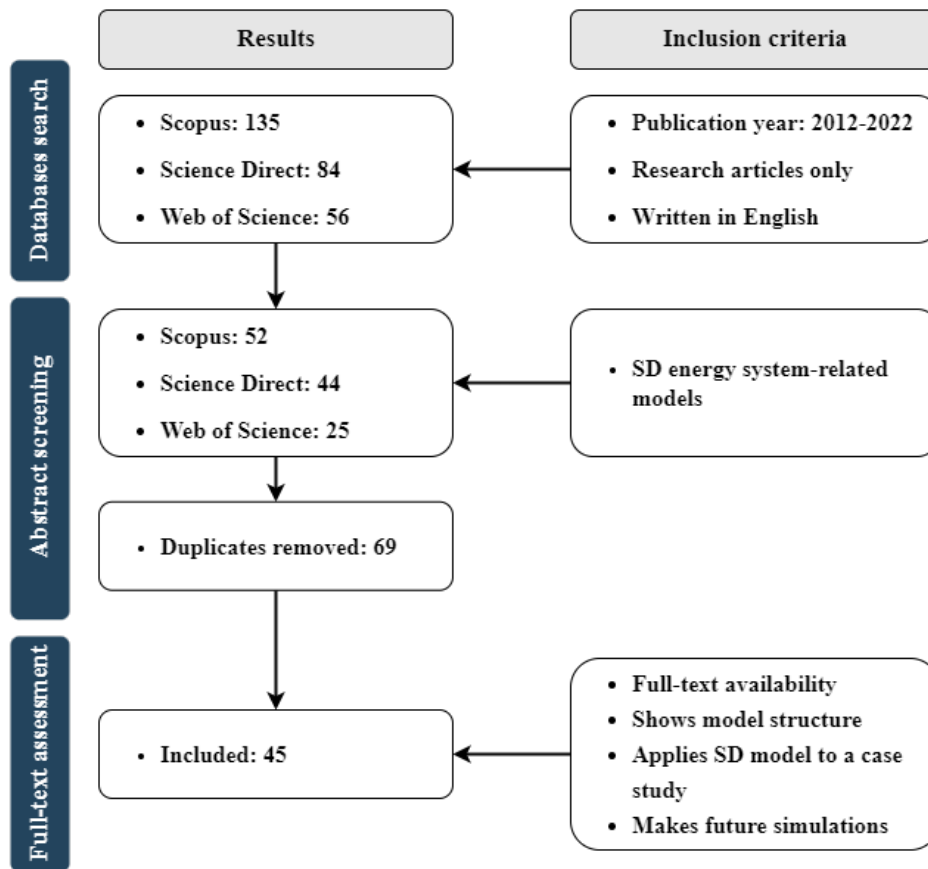 Results
Inclusion criteria
Databases search
• Scopus: 135
• Science Direct: 84
• Web of Science: 56
• Publication year: 2012-2022
• Research articles only
• Written in English
Abstract screening
• Scopus: 52
• Science Direct: 44
• Web of Science: 25
• SD energy system-related
models
• Duplicates removed: 69
Full-text assessment
• Included: 45
• Full-text availability
• Shows model structure
• Applies SD model to a case
study
• Makes future simulations